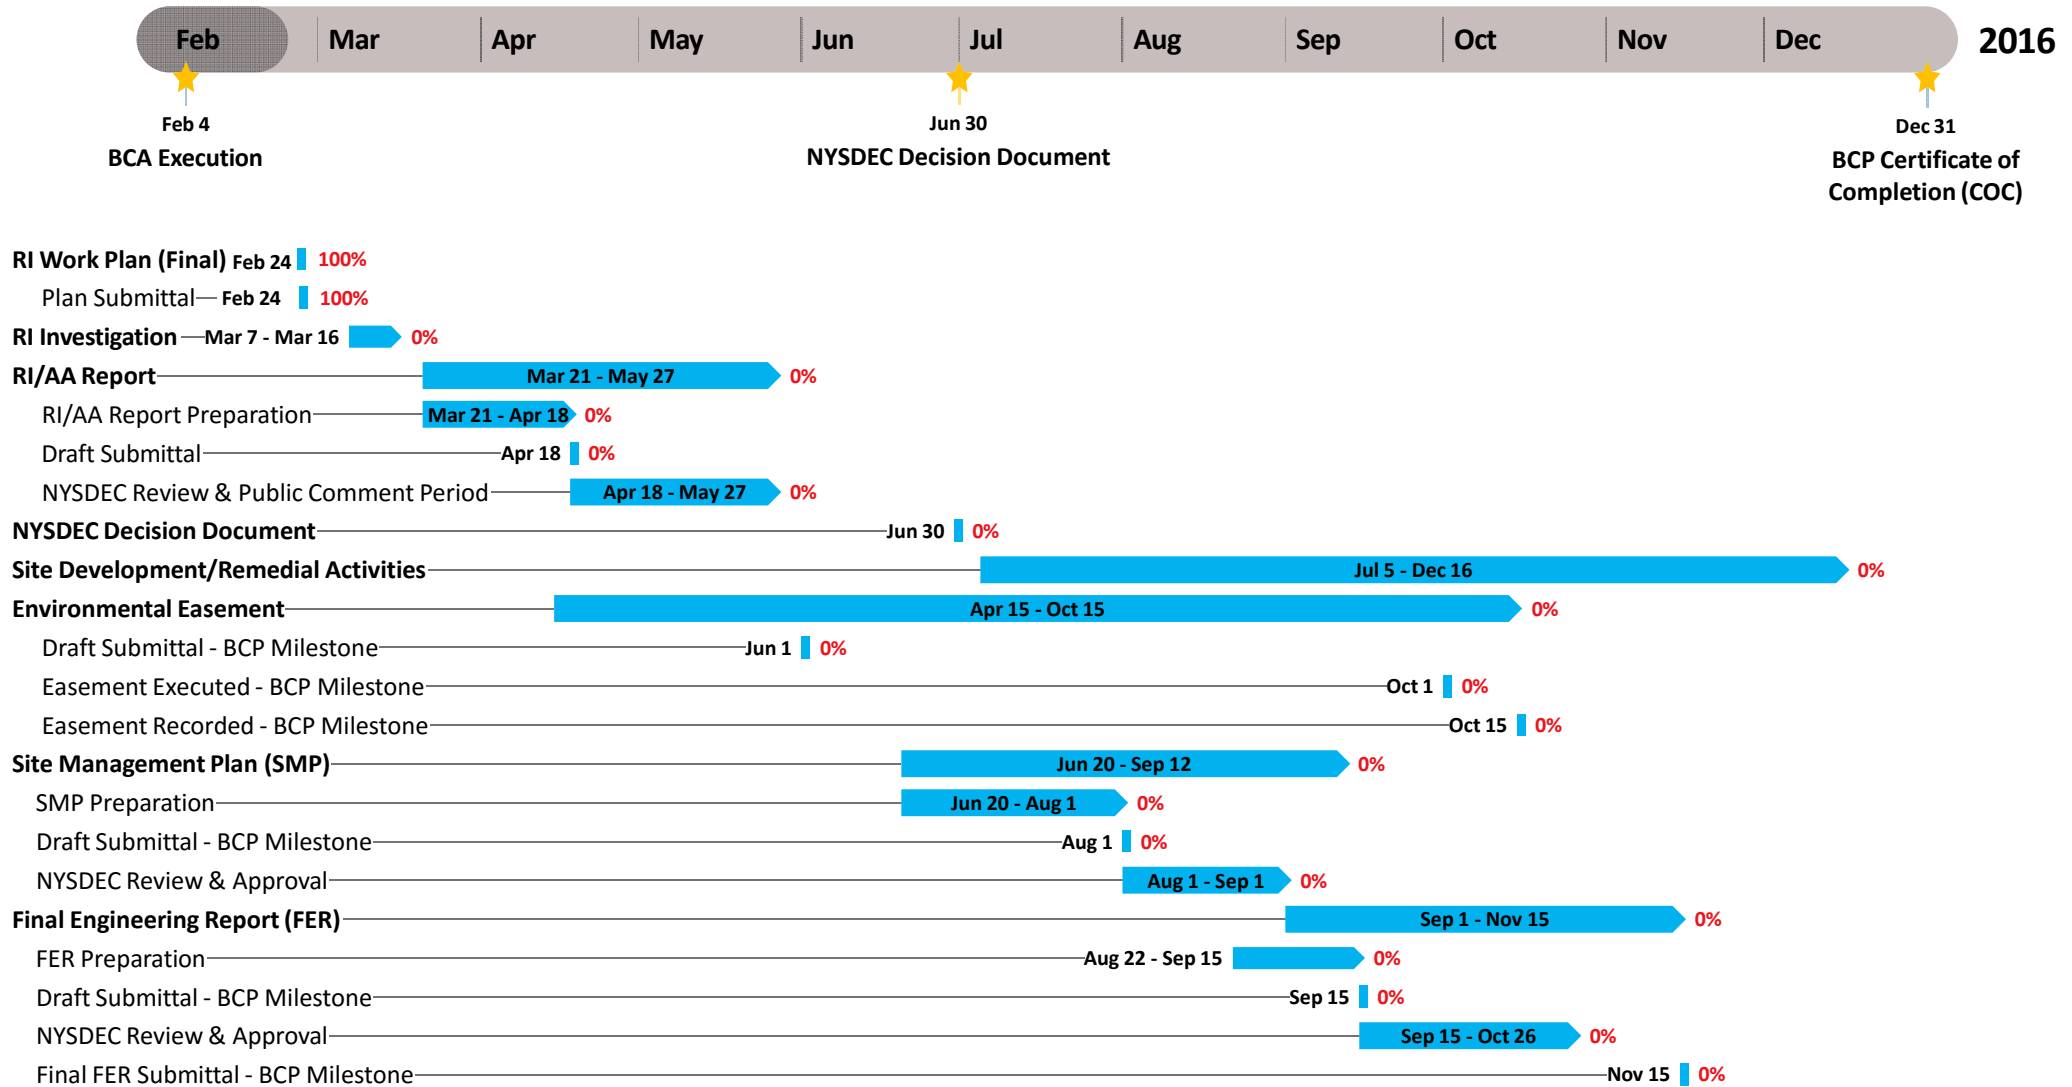 Feb Mar Apr May Jun Jul Aug Sep Oct Nov Dec 2016
Feb 4
BCA Execution
Jun 30
NYSDEC Decision Document
Dec 31
BCP Certificate of
Completion (COC)
RI Work Plan (Final) Feb 24 100%
Plan Submittal Feb 24 100%
RI Investigation Mar 7 - Mar 16 0%
RI/AA Report Mar 21 - May 27 0%
RI/AA Report Preparation Mar 21 - Apr 18 0%
Draft Submittal Apr 18 0%
NYSDEC Review & Public Comment Period Apr 18 - May 27 0%
NYSDEC Decision Document Jun 30 0%
Site Development/Remedial Activities Jul 5 - Dec 16 0%
Environmental Easement Apr 15 - Oct 15 0%
Draft Submittal - BCP Milestone Jun 1 0%
Easement Executed - BCP Milestone Oct 1 0%
Easement Recorded - BCP Milestone Oct 15 0%
Site Management Plan (SMP) Jun 20 - Sep 12 0%
SMP Preparation Jun 20 - Aug 1 0%
Draft Submittal - BCP Milestone Aug 1 0%
NYSDEC Review & Approval Aug 1 - Sep 1 0%
Final Engineering Report (FER) Sep 1 - Nov 15 0%
FER Preparation Aug 22 - Sep 15 0%
Draft Submittal - BCP Milestone Sep 15 0%
NYSDEC Review & Approval Sep 15 - Oct 26 0%
Final FER Submittal - BCP Milestone Nov 15 0%